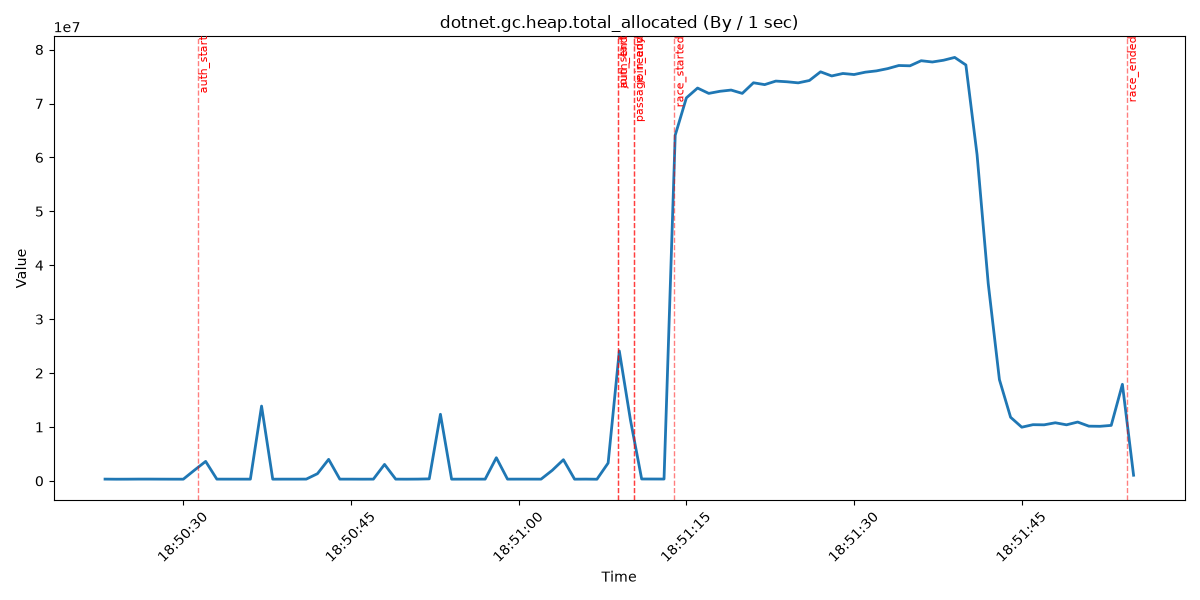 dotnet.gc.heap.total_allocated (By / 1 sec)
1e7
8
7
6
5
4
3
2
1
0
Value
auth_start
passage_ready
race_started
race_ended
18:50:30
18:50:45
18:51:00
18:51:15
18:51:30
18:51:45
Time